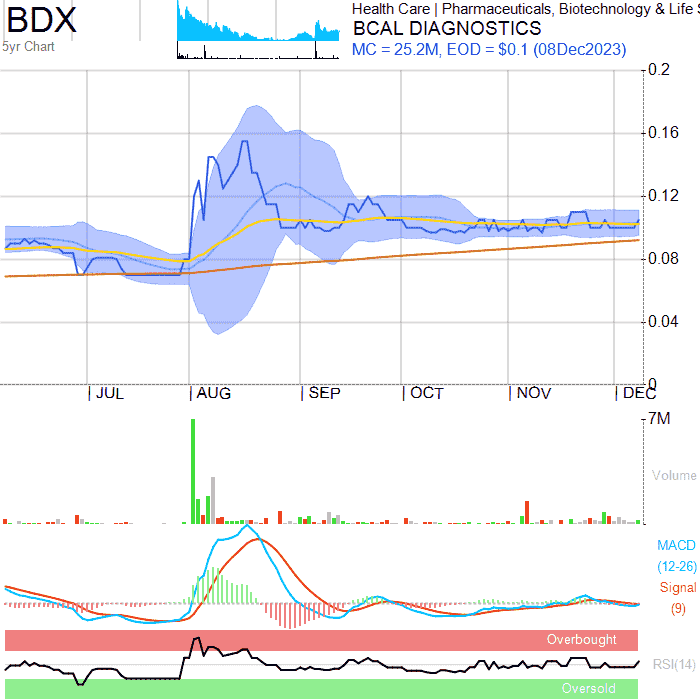 BDX
5yr Chart
Health Care | Pharmaceuticals, Biotechnology & Life S
BCAL DIAGNOSTICS
MC = 25.2M, EOD = $0.1 (08Dec2023)
0.2
0.16
0.12
0.08
0.04
0
JUL AUG SEP OCT NOV DEC
7M
Volume
MACD
(12-26)
Signal
(9)
Overbought
RSI(14)
Oversold